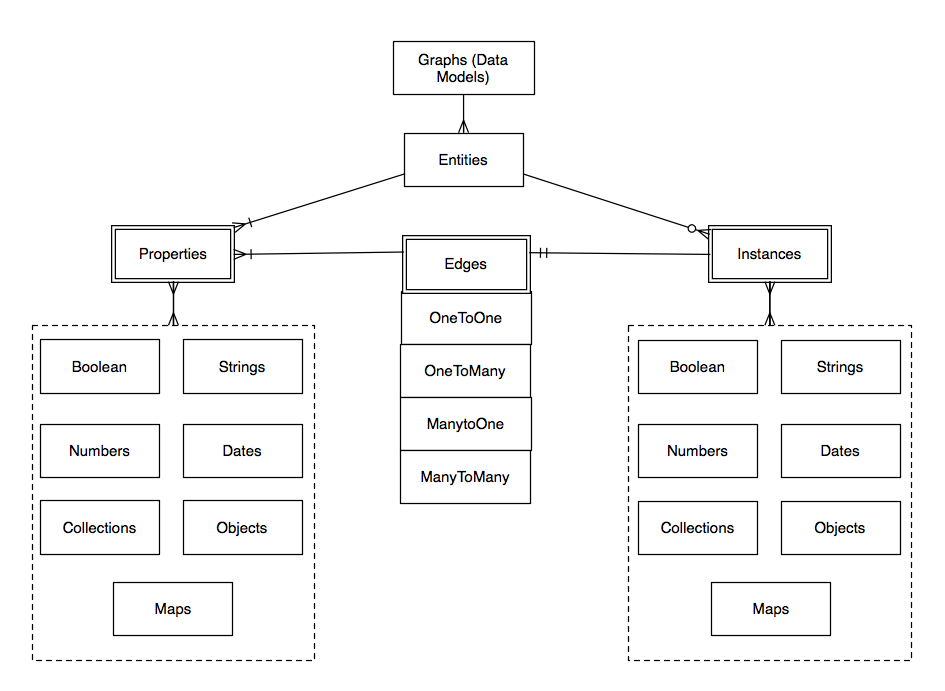 Graphs (Data
Models)
Entities
Properties
Edges
Instances
OneToOne
OneToMany
ManytoOne
ManyToMany
Boolean
Strings
Numbers
Dates
Collections
Objects
Maps
Boolean
Strings
Numbers
Dates
Collections
Objects
Maps